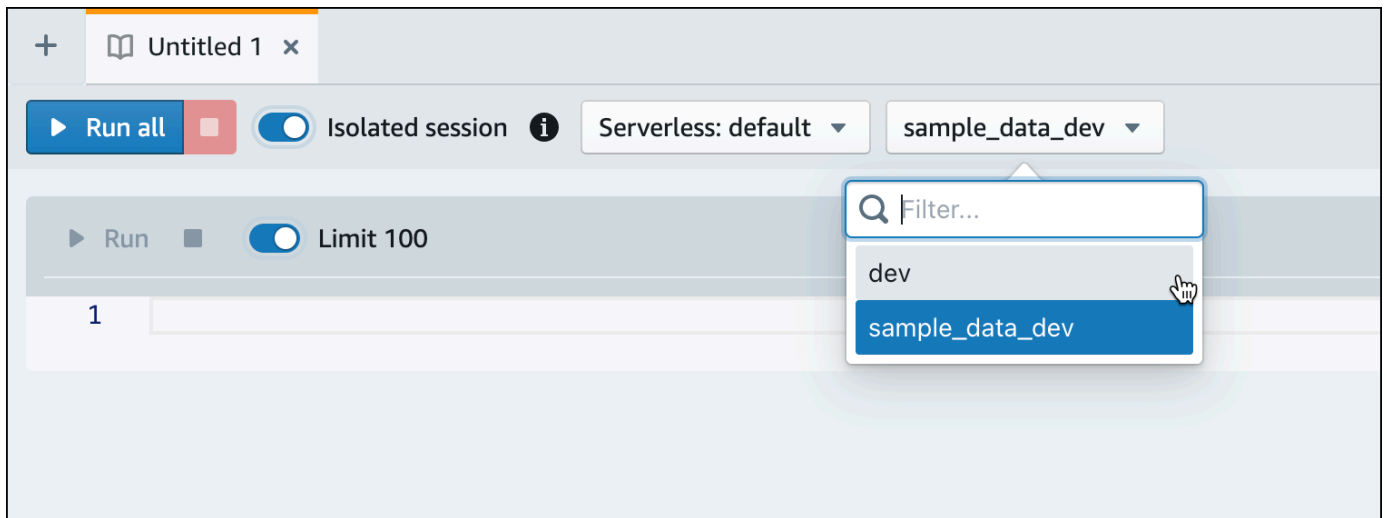 Untitled 1
Run all Isolated session Serverless: default sample_data_dev
Filter...
Run Limit 100
dev
1
sample_data_dev